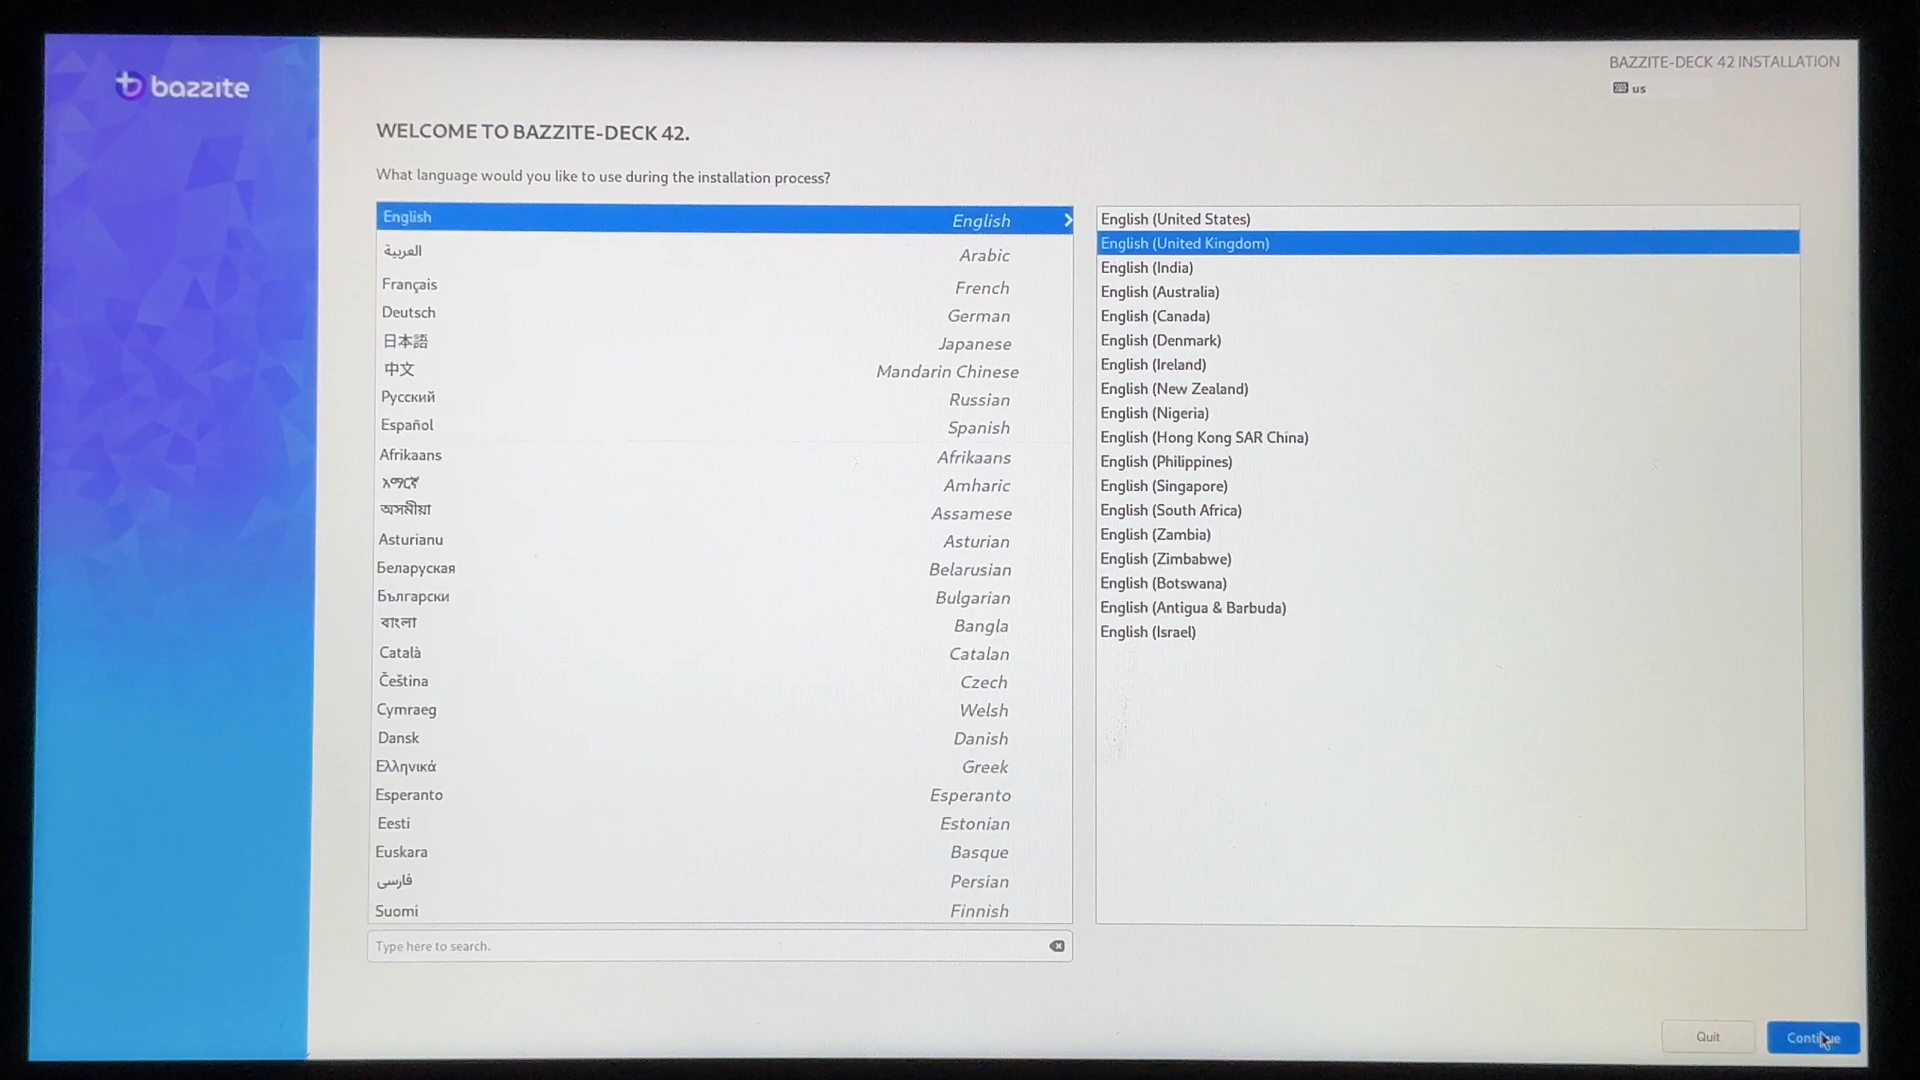 bazzite
BAZZITE-DECK 42 INSTALLATION
us
WELCOME TO BAZZITE-DECK 42.
What language would you like to use during the installation process?
English English
العربية Arabic
Français French
Deutsch German
日本語 Japanese
中文 Mandarin Chinese
Русский Russian
Español Spanish
Afrikaans Afrikaans
አማርኛ Amharic
অসমীয়া Assamese
Asturianu Asturian
Беларуская Belarusian
Български Bulgarian
বাংলা Bangla
Català Catalan
Čeština Czech
Cymraeg Welsh
Dansk Danish
Ελληνικά Greek
Esperanto Esperanto
Eesti Estonian
Euskara Basque
فارسی Persian
Suomi Finnish
Type here to search.
English (United States)
English (United Kingdom)
English (India)
English (Australia)
English (Canada)
English (Denmark)
English (Ireland)
English (New Zealand)
English (Nigeria)
English (Hong Kong SAR China)
English (Philippines)
English (Singapore)
English (South Africa)
English (Zambia)
English (Zimbabwe)
English (Botswana)
English (Antigua & Barbuda)
English (Israel)
Quit
Continue